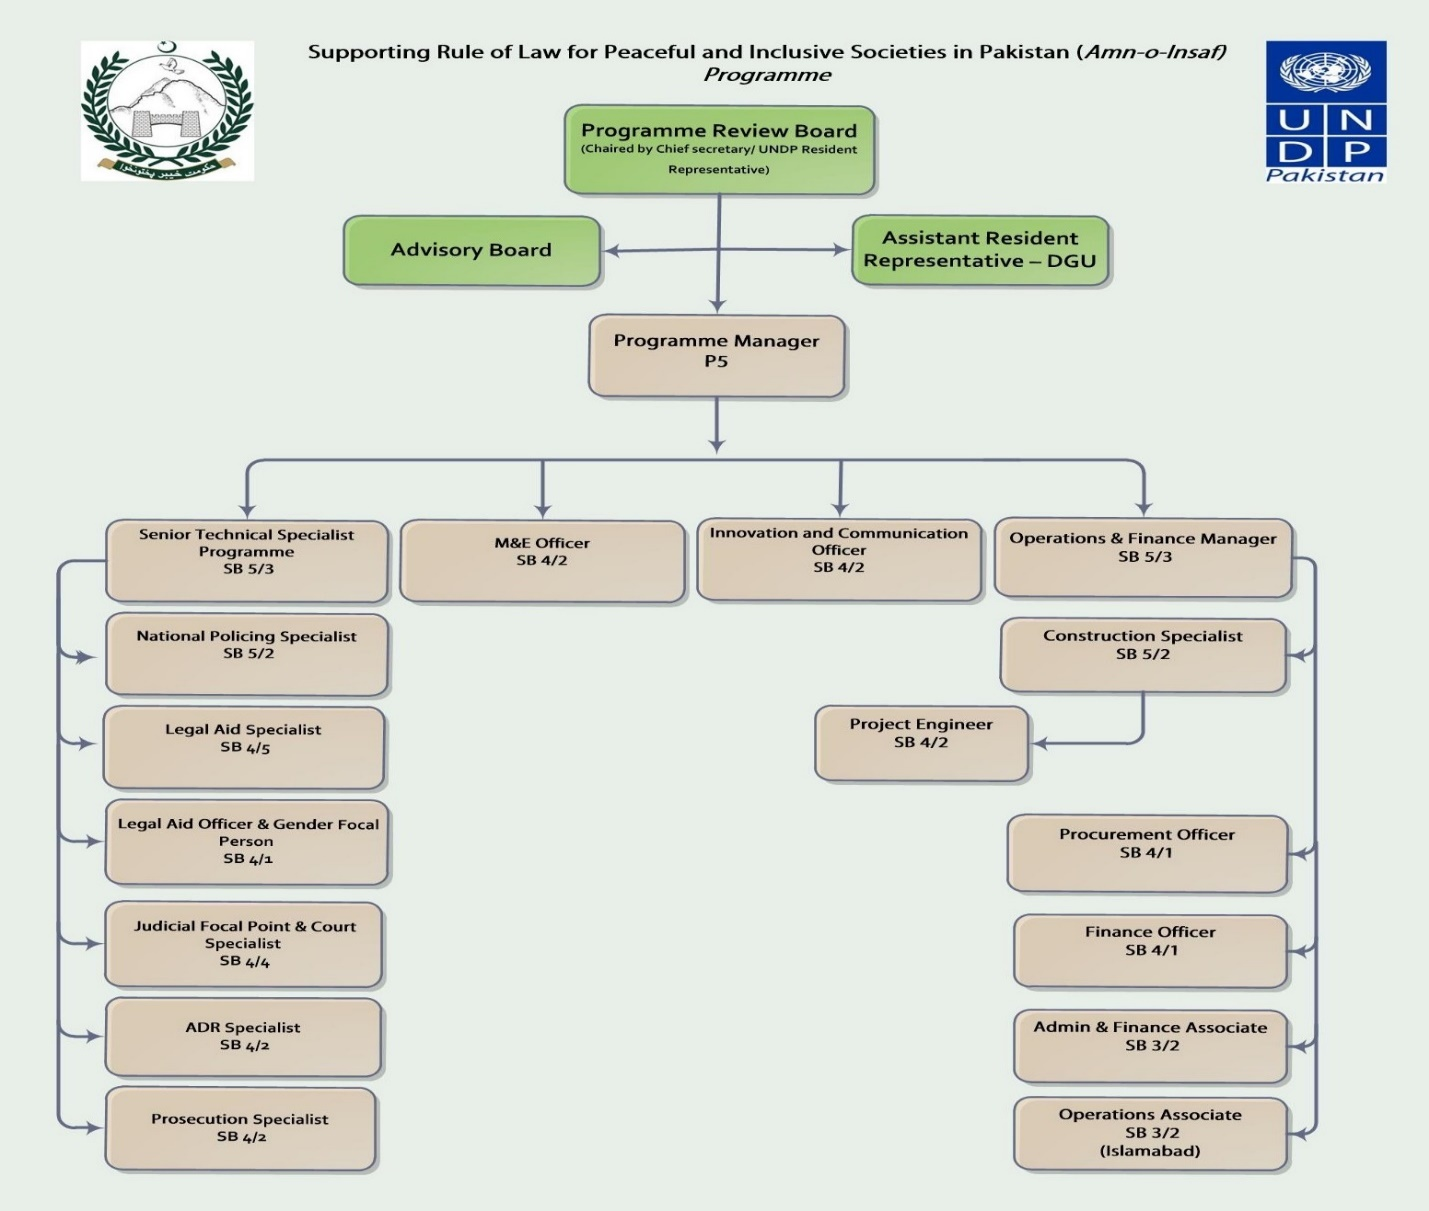 Supporting Rule of Law for Peaceful and Inclusive Societies in Pakistan (Amn-o-Insaf)
Programme
حکومت خیبر پختونخوا
U N
D P
Pakistan
Programme Review Board
(Chaired by Chief secretary/ UNDP Resident
Representative)
Advisory Board
Assistant Resident
Representative – DGU
Programme Manager
P5
Senior Technical Specialist
Programme
SB 5/3
M&E Officer
SB 4/2
Innovation and Communication
Officer
SB 4/2
Operations & Finance Manager
SB 5/3
National Policing Specialist
SB 5/2
Legal Aid Specialist
SB 4/5
Legal Aid Officer & Gender Focal
Person
SB 4/1
Judicial Focal Point & Court
Specialist
SB 4/4
ADR Specialist
SB 4/2
Prosecution Specialist
SB 4/2
Construction Specialist
SB 5/2
Project Engineer
SB 4/2
Procurement Officer
SB 4/1
Finance Officer
SB 4/1
Admin & Finance Associate
SB 3/2
Operations Associate
SB 3/2
(Islamabad)